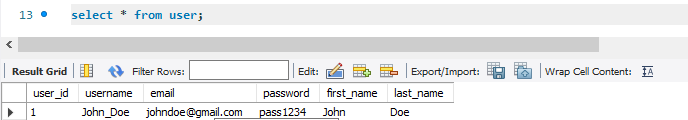 13 select * from user;
Result Grid Filter Rows: Edit: Export/Import: Wrap Cell Content:
user_id username email password first_name last_name
1 John_Doe johndoe@gmail.com pass1234 John Doe